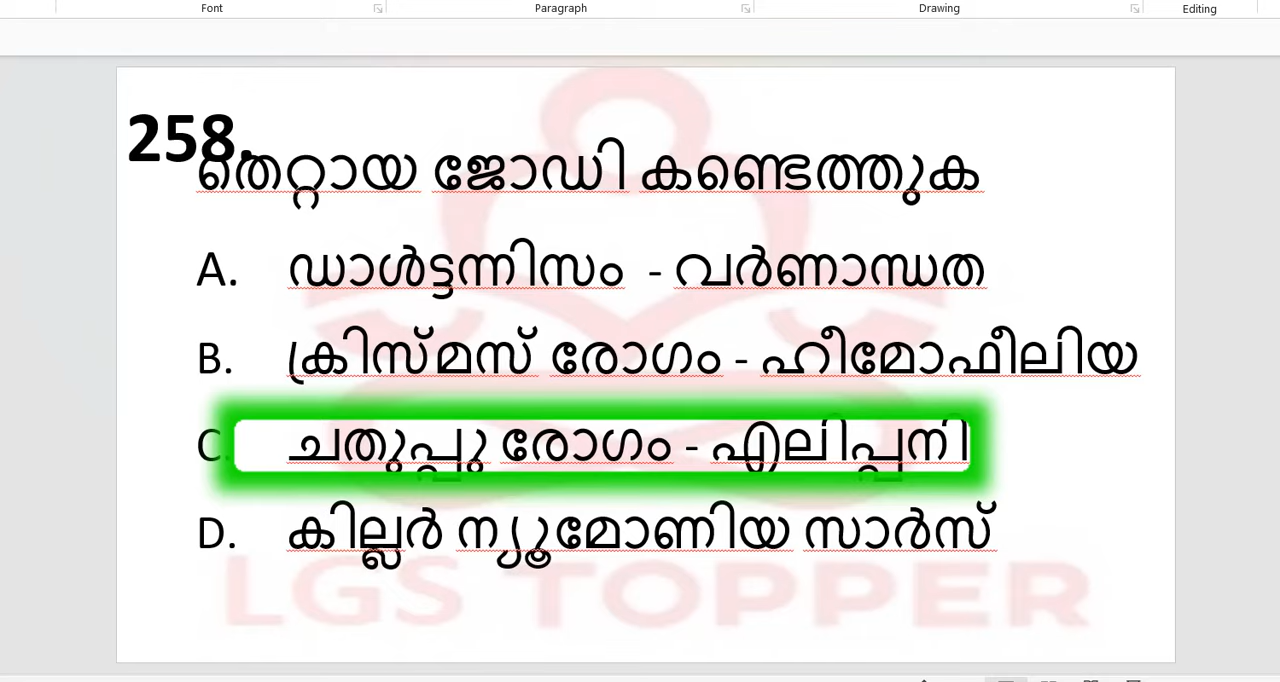 Font Paragraph Drawing Editing
258.
തെറ്റായ ജോഡി കണ്ടെത്തുക
A. ഡാൾട്ടന്നിസം - വർണാന്ധത
B. ക്രിസ്മസ് രോഗം - ഹീമോഫീലിയ
C. ചതുപ്പു രോഗം - എലിപ്പനി
D. കില്ലർ ന്യൂമോണിയ സാർസ്
LGS TOPPER